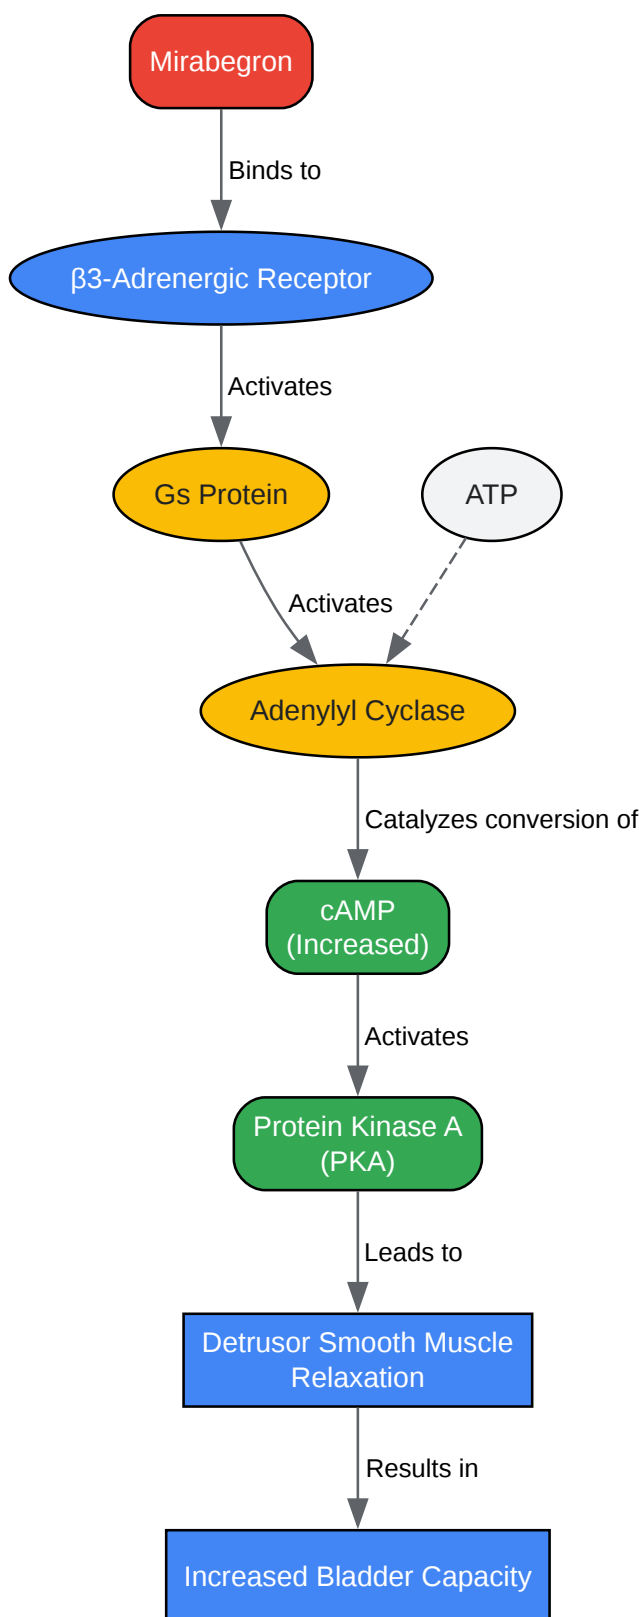 Mirabegron
Binds to
β3-Adrenergic Receptor
Activates
Gs Protein
ATP
Activates
Adenylyl Cyclase
Catalyzes conversion of
cAMP
(Increased)
Activates
Protein Kinase A
(PKA)
Leads to
Detrusor Smooth Muscle
Relaxation
Results in
Increased Bladder Capacity